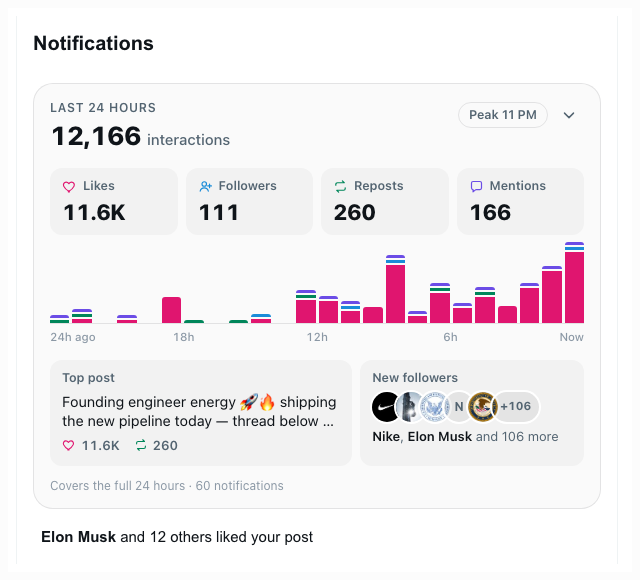 Notifications
LAST 24 HOURS
12,166 interactions
Peak 11 PM
Likes
11.6K
Followers
111
Reposts
260
Mentions
166
24h ago 18h 12h 6h Now
Top post
Founding engineer energy 🚀🔥 shipping
the new pipeline today — thread below ...
11.6K 260
New followers
N
+106
Nike, Elon Musk and 106 more
Covers the full 24 hours · 60 notifications
Elon Musk and 12 others liked your post